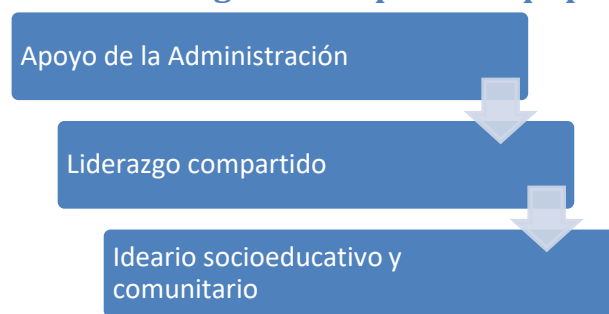 Apoyo de la Administración
Liderazgo compartido
Ideario socioeducativo y
comunitario